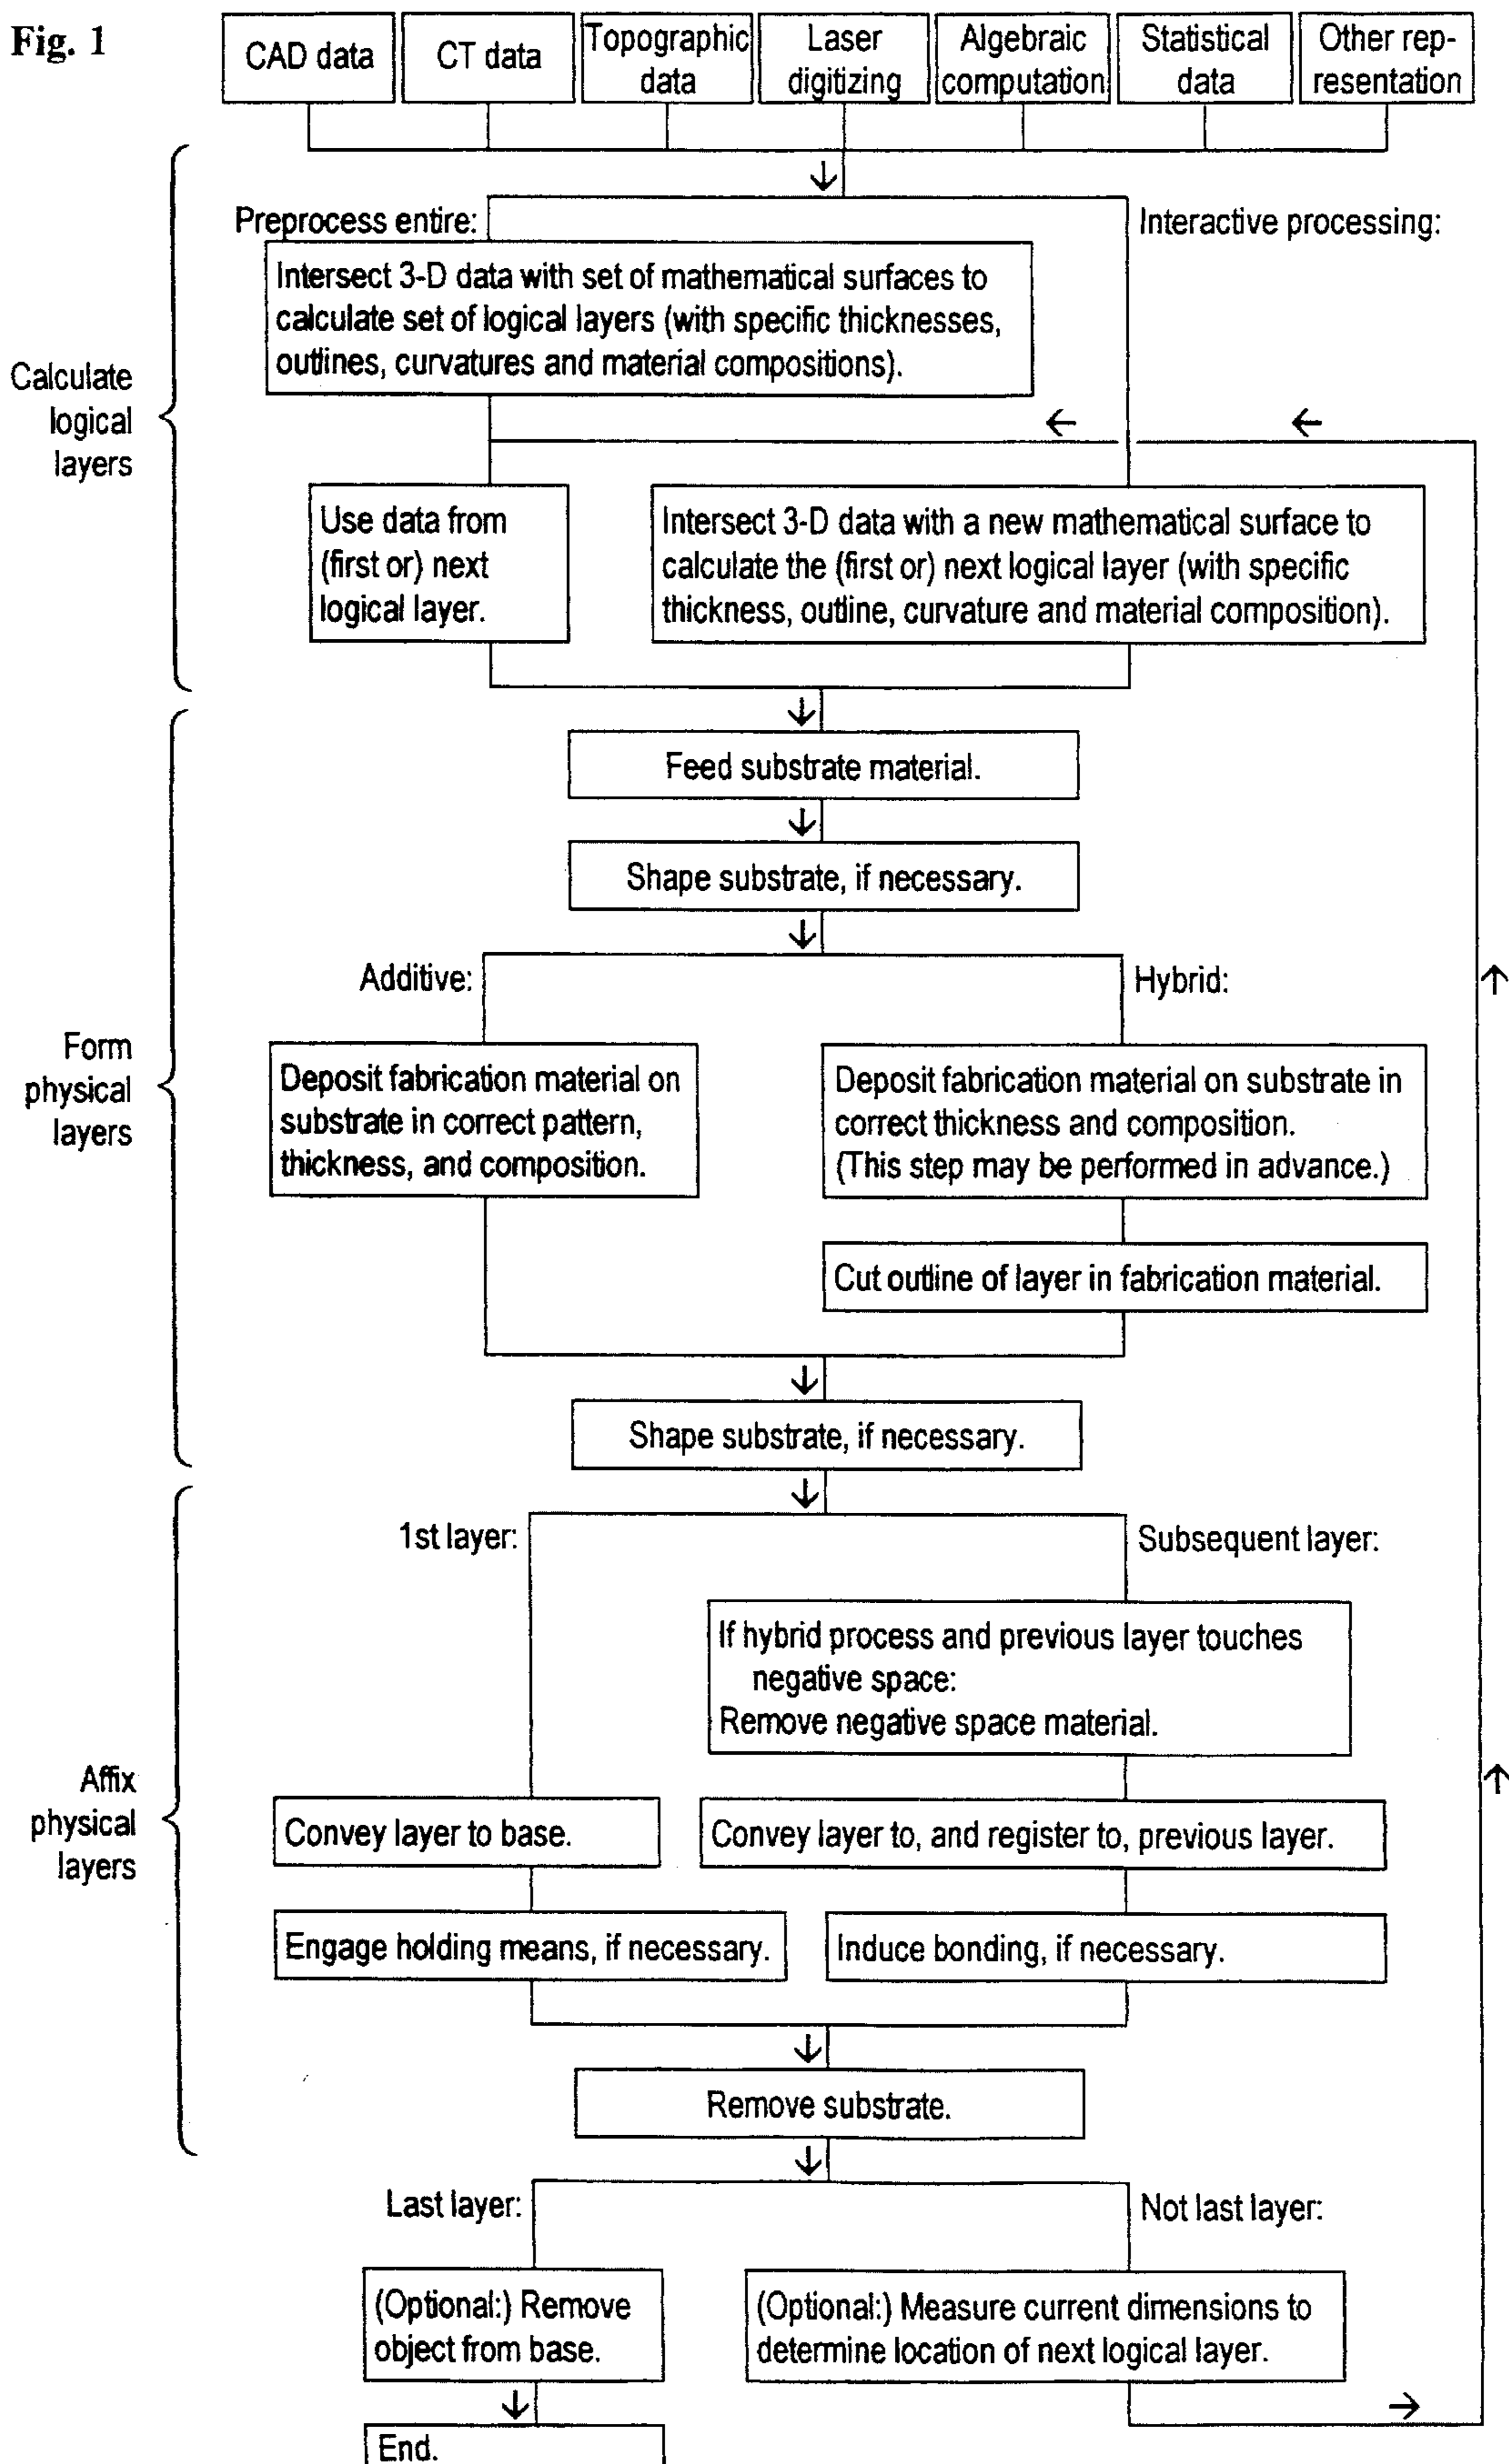 Fig. 1
CAD data
CT data
Topographic
data
Laser
digitizing
Algebraic
computation
Statistical
data
Other rep-
resentation
Calculate
logical
layers
Preprocess entire:
Interactive processing:
Intersect 3-D data with set of mathematical surfaces to
calculate set of logical layers (with specific thicknesses,
outlines, curvatures and material compositions).
Use data from
(first or) next
logical layer.
Intersect 3-D data with a new mathematical surface to
calculate the (first or) next logical layer (with specific
thickness, outline, curvature and material composition).
Form
physical
layers
Feed substrate material.
Shape substrate, if necessary.
Additive:
Hybrid:
Deposit fabrication material on
substrate in correct pattern,
thickness, and composition.
Deposit fabrication material on substrate in
correct thickness and composition.
(This step may be performed in advance.)
Cut outline of layer in fabrication material.
Shape substrate, if necessary.
Affix
physical
layers
1st layer:
Subsequent layer:
If hybrid process and previous layer touches
negative space:
Remove negative space material.
Convey layer to base.
Convey layer to, and register to, previous layer.
Engage holding means, if necessary.
Induce bonding, if necessary.
Remove substrate.
Last layer:
Not last layer:
(Optional:) Remove
object from base.
(Optional:) Measure current dimensions to
determine location of next logical layer.
End.